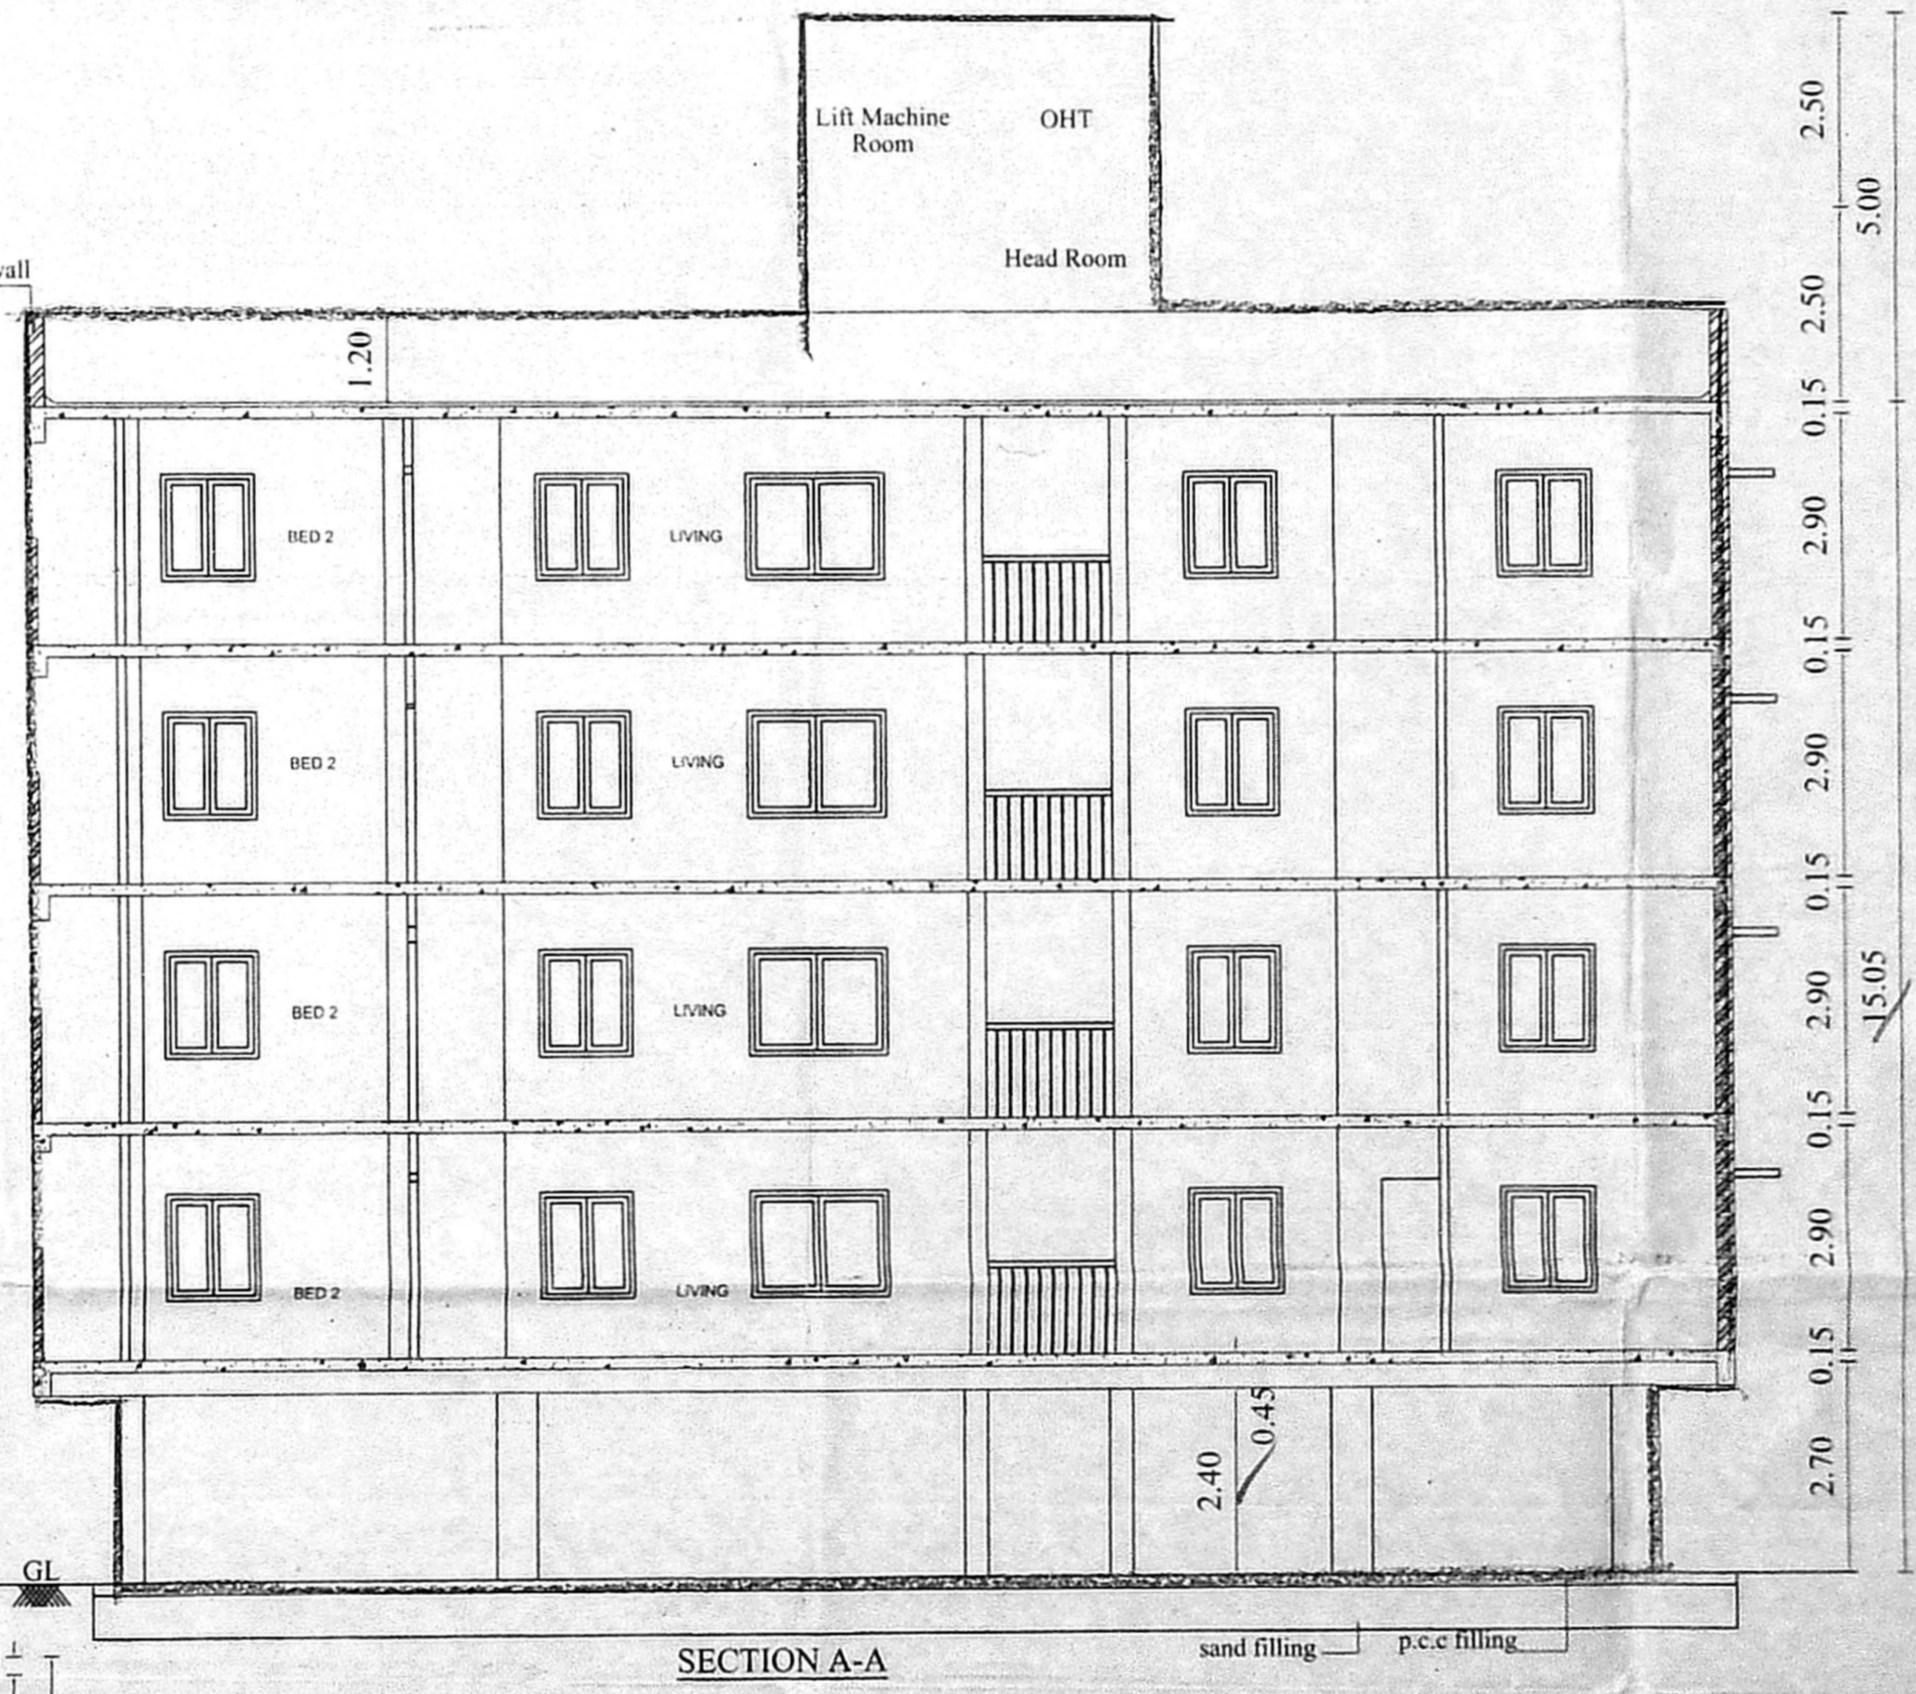 Lift Machine
Room
OHT
Head Room
2.50
5.00
2.50
1.20
0.15
BED 2
LIVING
2.90
0.15
BED 2
LIVING
2.90
0.15
BED 2
LIVING
2.90
15.05
0.15
BED 2
LIVING
2.90
0.15
0.45
2.40
2.70
GL
sand filling
p.c.c filling
SECTION A-A